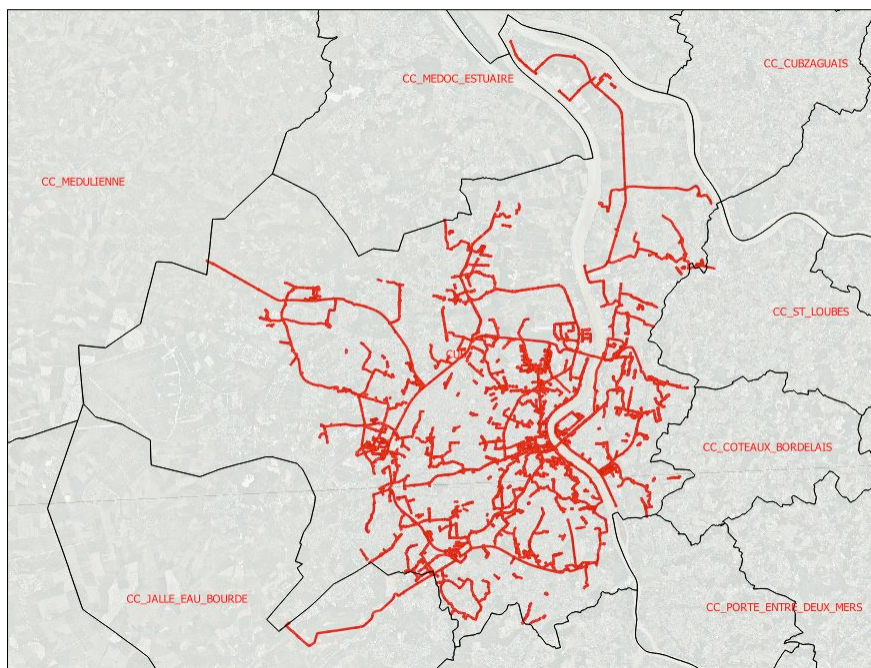 CC_CUBZAGUAIS
CC_MEDOC_ESTUAIRE
CC_MEDULIENNE
CC_ST_LOUBES
CC_COTEAUX_BORDELAIS
CC_JALLE_EAU_BOURDE
CC_PORTE_ENTRE_DEUX_MERS